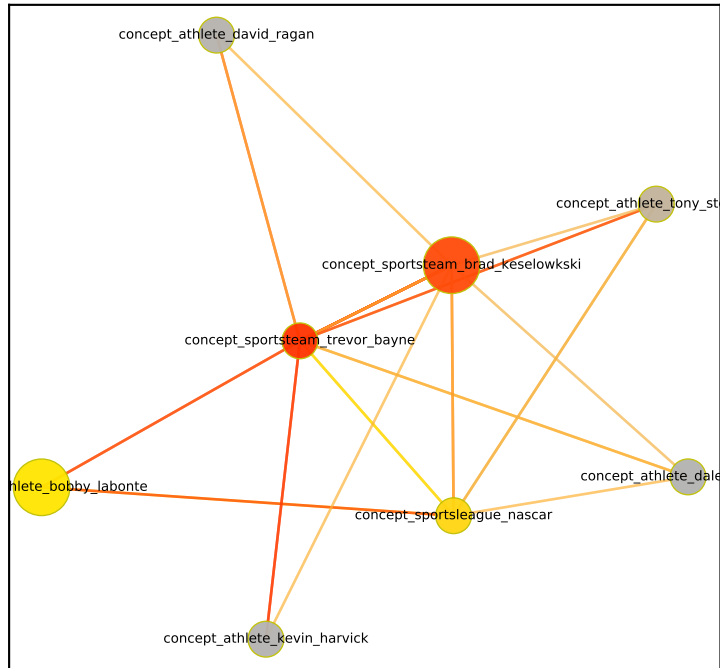 concept_athlete_david_ragan
concept_athlete_tony_st
concept_sportsteam_brad_keselowkski
concept_sportsteam_trevor_bayne
concept_athlete_dale
hlete_bobby_labonte
concept_sportsleague_nascar
concept_athlete_kevin_harvick